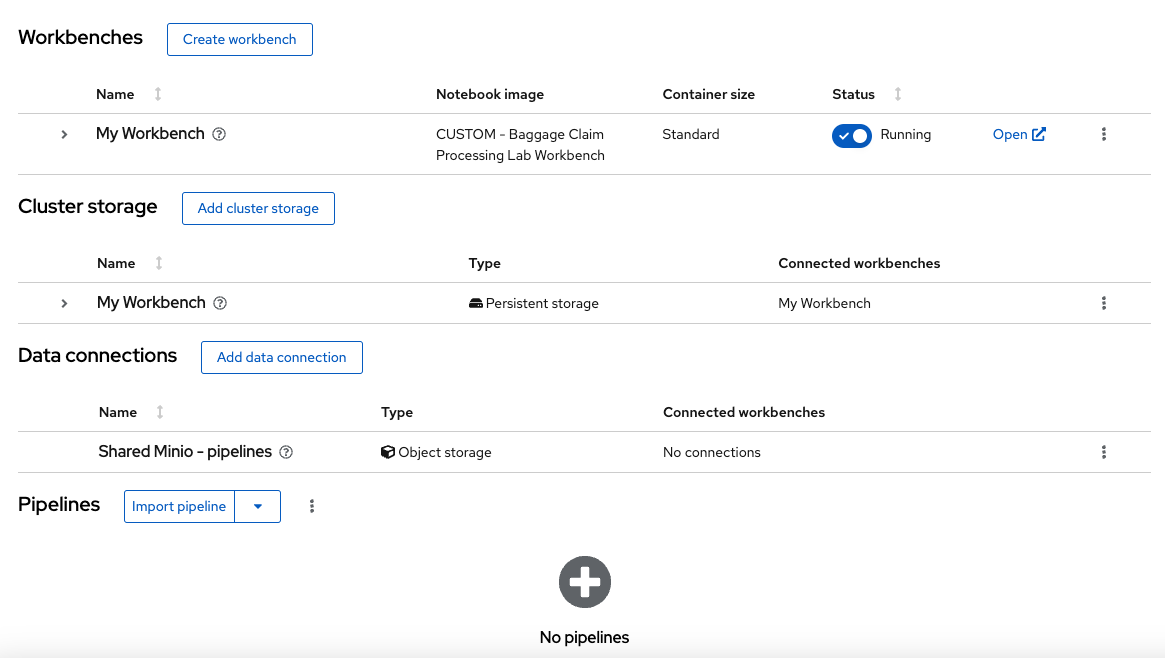 Workbenches Create workbench
Name Notebook image Container size Status
My Workbench CUSTOM - Baggage Claim Standard Running Open
Processing Lab Workbench
Cluster storage Add cluster storage
Name Type Connected workbenches
My Workbench Persistent storage My Workbench
Data connections Add data connection
Name Type Connected workbenches
Shared Minio - pipelines Object storage No connections
Pipelines Import pipeline
No pipelines